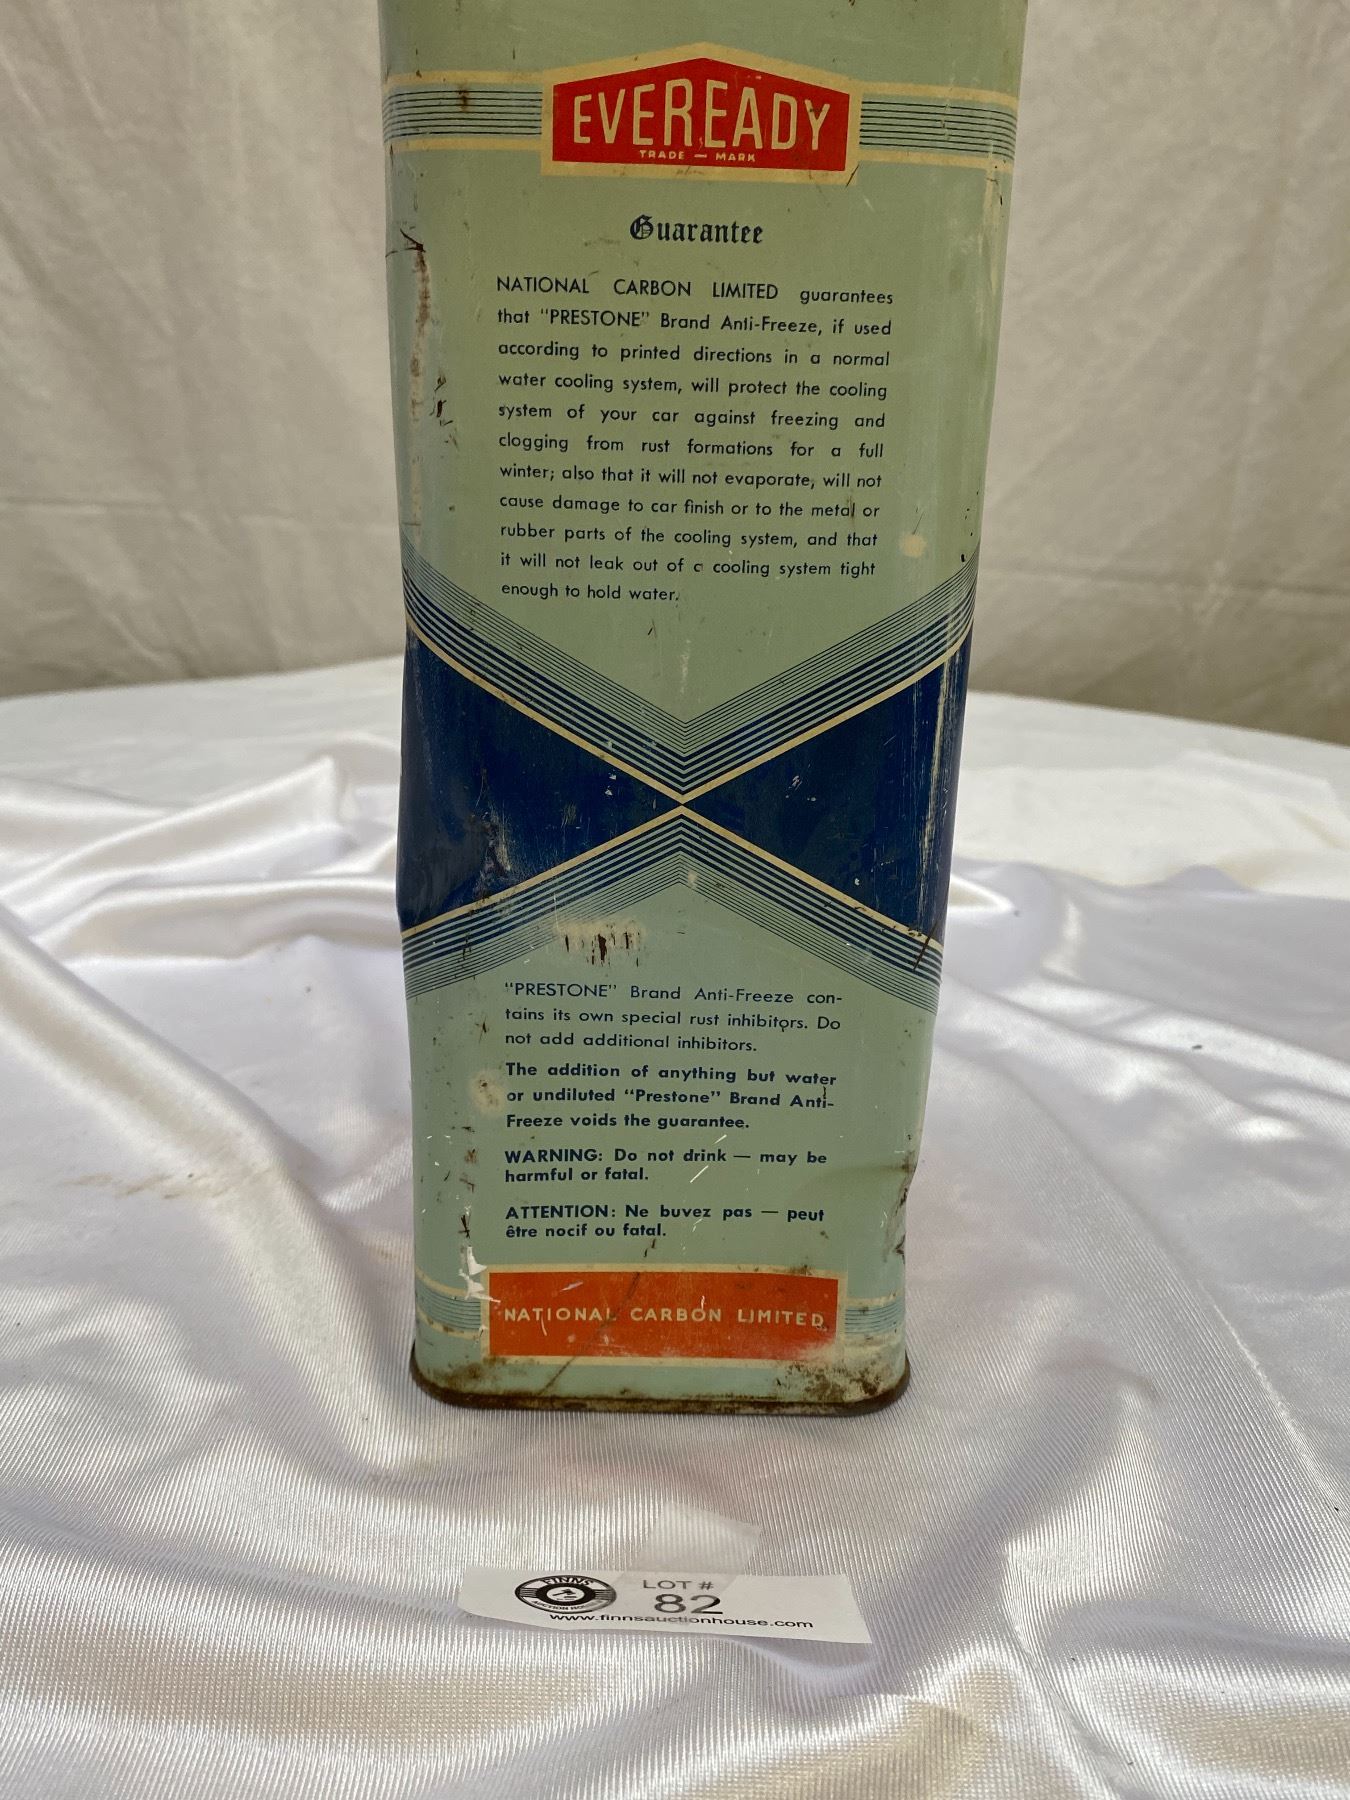 EVEREADY
TRADE — MARK
Guarantee
NATIONAL CARBON LIMITED guarantees
that "PRESTONE" Brand Anti-Freeze, if used
according to printed directions in a normal
water cooling system, will protect the cooling
system of your car against freezing and
clogging from rust formations for a full
winter; also that it will not evaporate, will not
cause damage to car finish or to the metal or
rubber parts of the cooling system, and that
it will not leak out of a cooling system tight
enough to hold water.
"PRESTONE" Brand Anti-Freeze con-
tains its own special rust inhibitors. Do
not add additional inhibitors.
The addition of anything but water
or undiluted "Prestone" Brand Anti-
Freeze voids the guarantee.
WARNING: Do not drink — may be
harmful or fatal.
ATTENTION: Ne buvez pas — peut
être nocif ou fatal.
NATIONAL CARBON LIMITED
FINNS
AUCTION HOUSE
LOT #
82
www.finnsauctionhouse.com